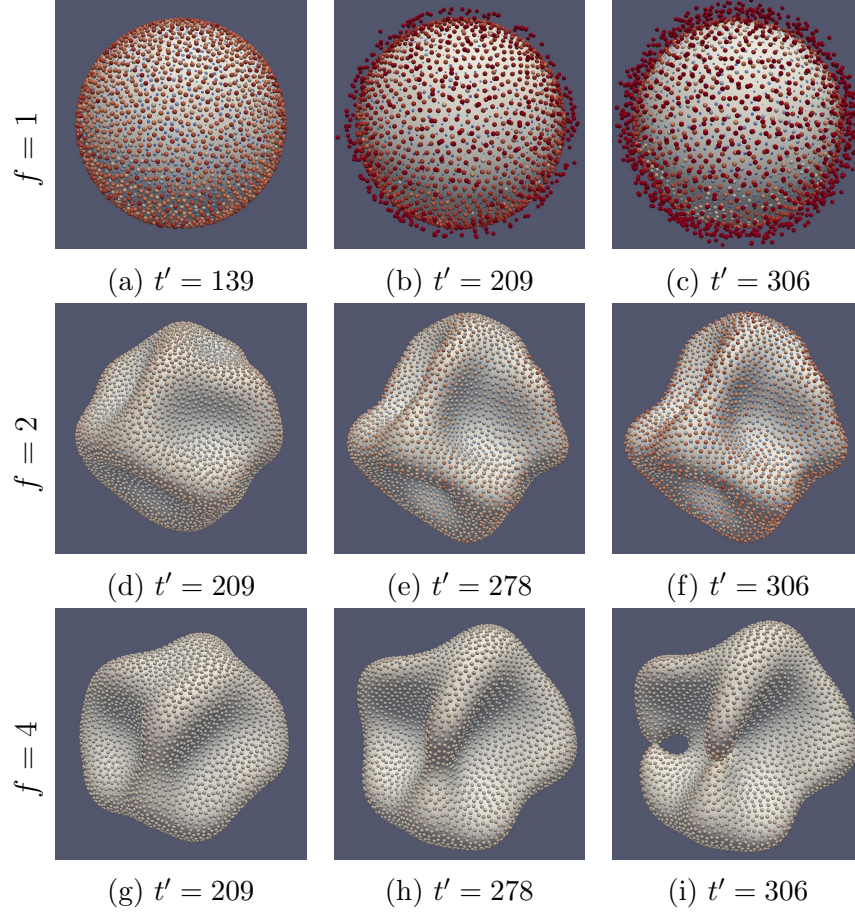 f = 1
(a) t′ = 139
(b) t′ = 209
(c) t′ = 306
f = 2
(d) t′ = 209
(e) t′ = 278
(f) t′ = 306
f = 4
(g) t′ = 209
(h) t′ = 278
(i) t′ = 306